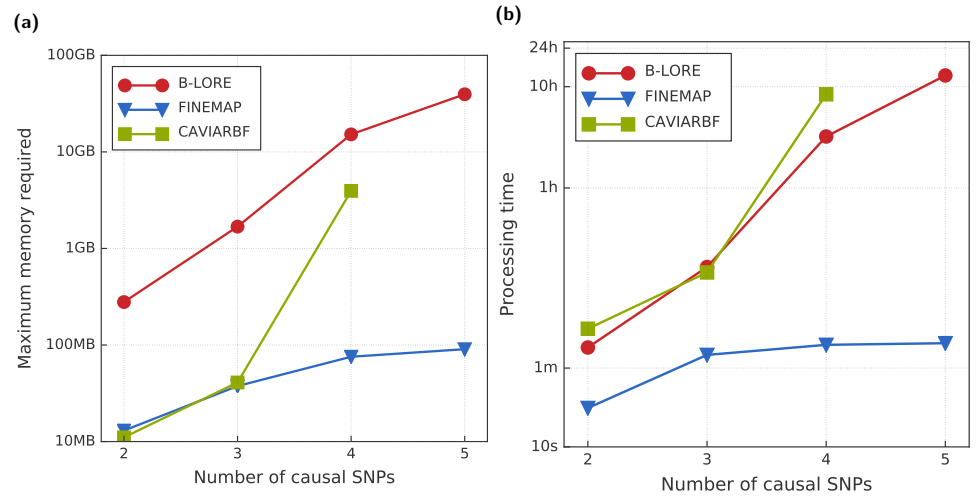 (a)
100GB
10GB
1GB
100MB
10MB
Maximum memory required
B-LORE
FINEMAP
CAVIARBF
2 3 4 5
Number of causal SNPs
(b)
24h
10h
1h
1m
10s
Processing time
B-LORE
FINEMAP
CAVIARBF
2 3 4 5
Number of causal SNPs